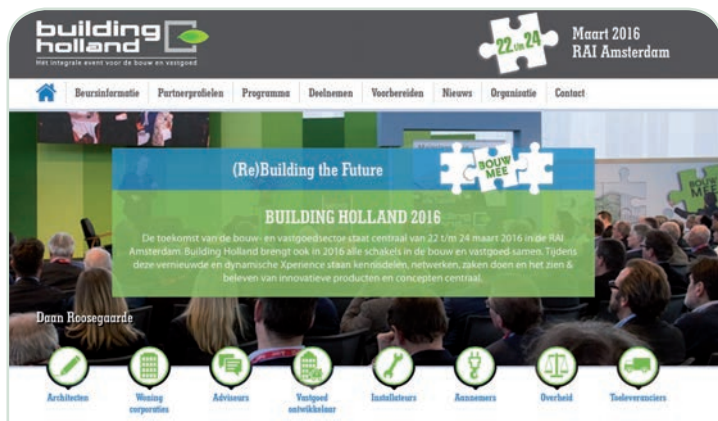 building
holland
Hét integrale event voor de bouw en vastgoed
22 t/m 24
Maart 2016
RAI Amsterdam
Beursinformatie Partnerprofielen Programma Deelnemen Voorbereiden Nieuws Organisatie Contact
(Re)Building the Future
BOUW
MEE
BUILDING HOLLAND 2016
De toekomst van de bouw- en vastgoedsector staat centraal van 22 t/m 24 maart 2016 in de RAI
Amsterdam. Building Holland brengt ook in 2016 alle schakels in de bouw en vastgoed samen. Tijdens
deze vernieuwde en dynamische Xperience staan kennisdelen, netwerken, zaken doen en het zien &
beleven van innovatieve producten en concepten centraal.
BOUW
MEE
Daan Roosegaarde
Architecten
Woning
corporaties
Adviseurs
Vastgoed
ontwikkelaar
Installateurs
Aannemers
Overheid
Toeleveranciers